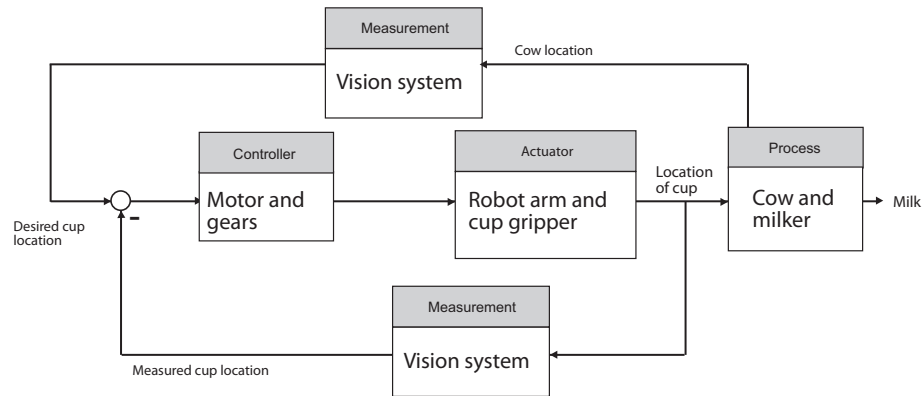 Measurement
Vision system
Cow location
Controller
Motor and
gears
Actuator
Robot arm and
cup gripper
Location
of cup
Process
Cow and
milker
Milk
-
Desired cup
location
Measurement
Vision system
Measured cup location